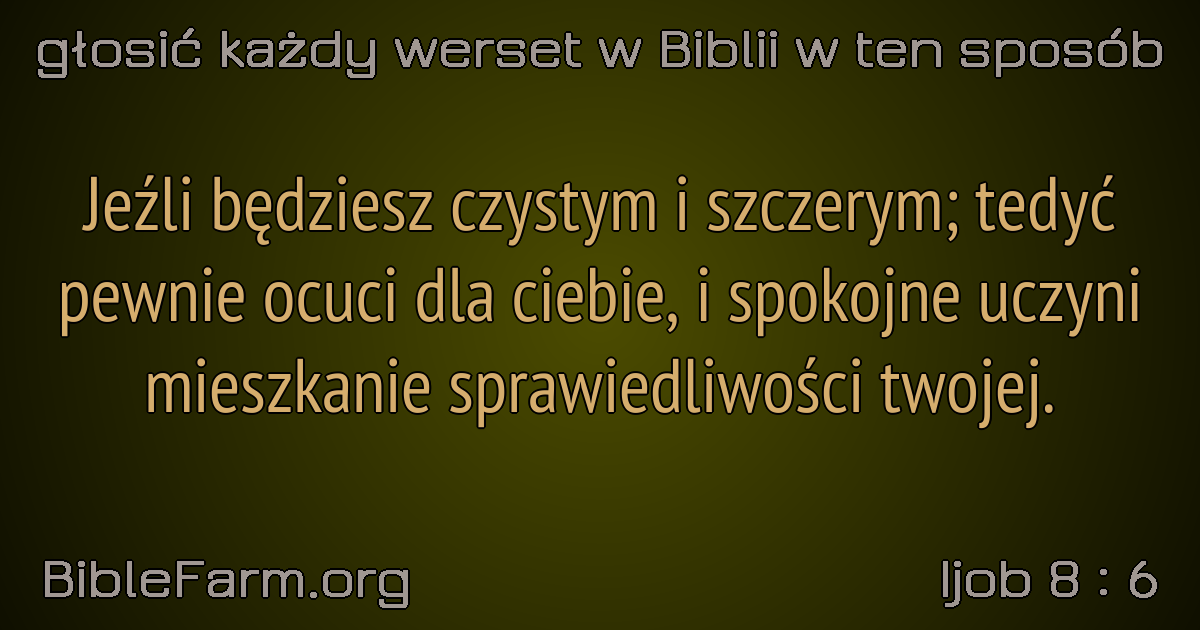 głosić każdy werset w Biblii w ten sposób
Jeźli będziesz czystym i szczerym; tedyć
pewnie ocuci dla ciebie, i spokojne uczyni
mieszkanie sprawiedliwości twojej.
BibleFarm.org
Ijob 8 : 6